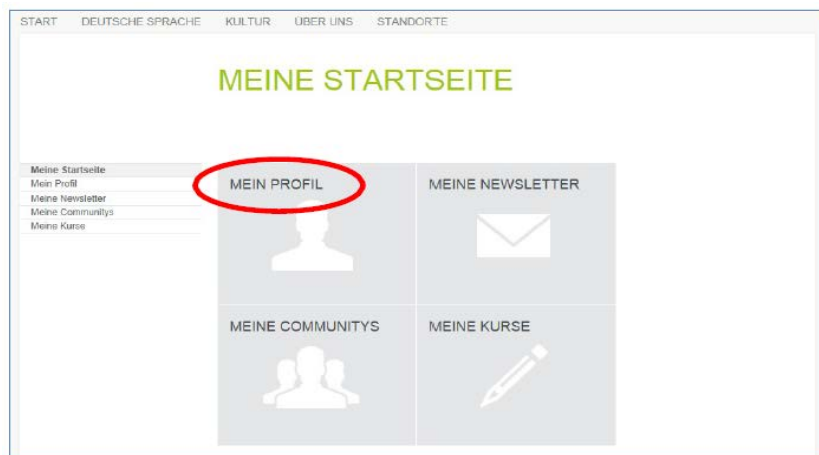 START DEUTSCHE SPRACHE KULTUR ÜBER UNS STANDORTE
MEINE STARTSEITE
Meine Startseite
Mein Profil
Meine Newsletter
Meine Communitys
Meine Kurse
MEIN PROFIL
MEINE NEWSLETTER
MEINE COMMUNITYS
MEINE KURSE